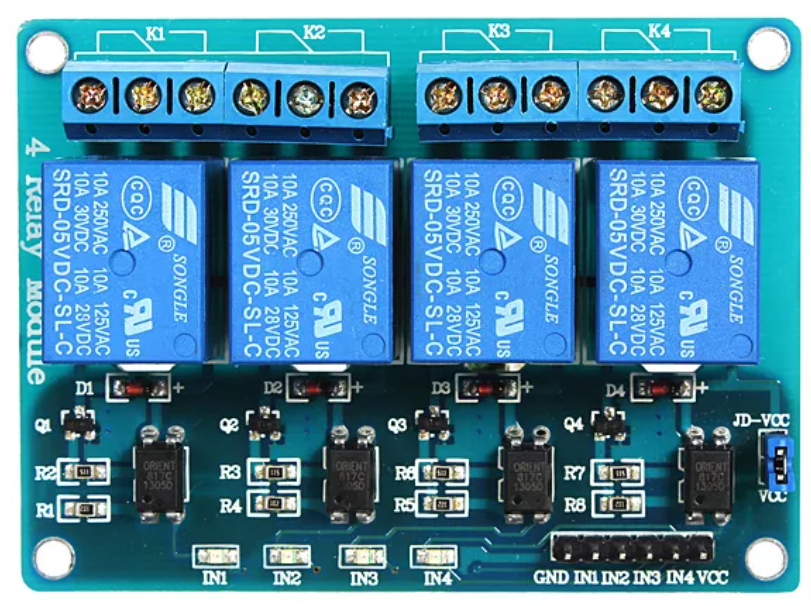 K1 K2 K3 K4
4 Relay Module
SONGLE
®
CQC
C US
10A 250VAC 10A 125VAC
10A 30VDC 10A 28VDC
SRD-05VDC-SL-C
SONGLE
®
CQC
C US
10A 250VAC 10A 125VAC
10A 30VDC 10A 28VDC
SRD-05VDC-SL-C
SONGLE
®
CQC
C US
10A 250VAC 10A 125VAC
10A 30VDC 10A 28VDC
SRD-05VDC-SL-C
SONGLE
®
CQC
C US
10A 250VAC 10A 125VAC
10A 30VDC 10A 28VDC
SRD-05VDC-SL-C
D1 + D2 + D3 + D4 +
Q1 Q2 Q3 Q4
JD-VCC
VCC
R2 R3 R6 R7
R1 R4 R5 R8
ORIENT
817C
1305D
ORIENT
817C
1305D
ORIENT
817C
1305D
ORIENT
817C
1305D
IN1 IN2 IN3 IN4
GND IN1 IN2 IN3 IN4 VCC